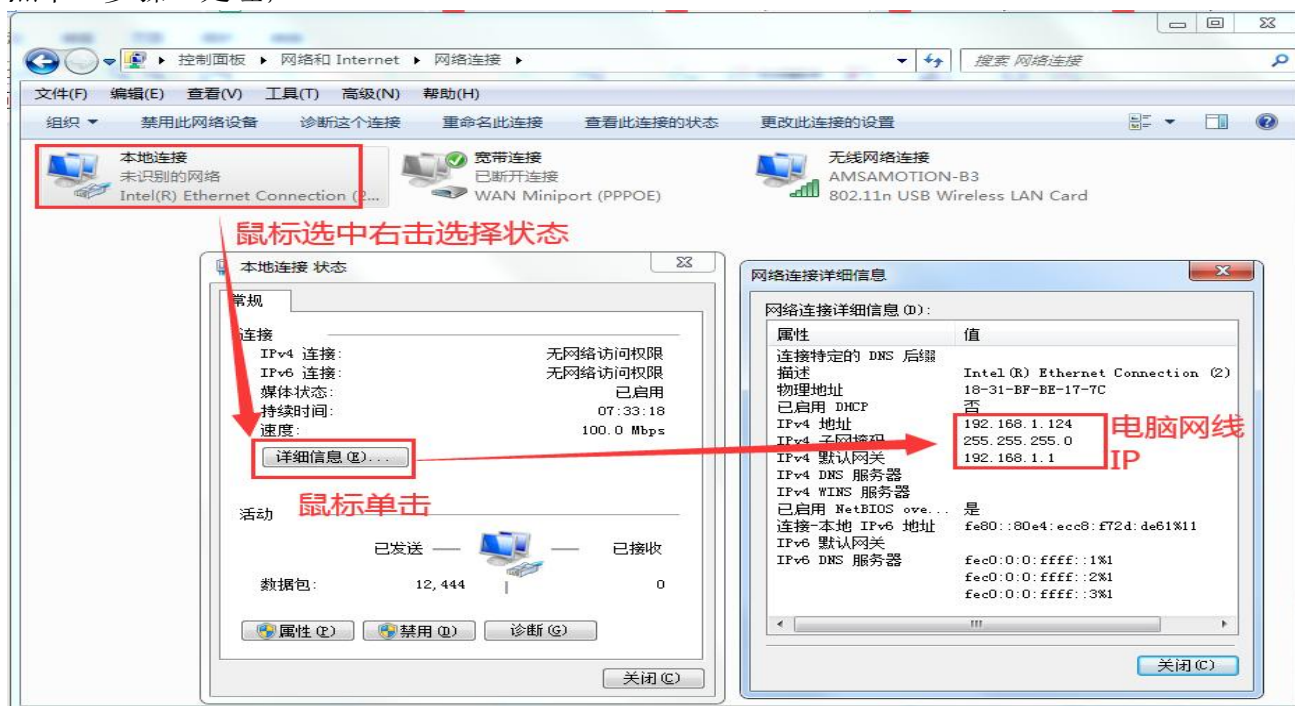 控制面板 ▸ 网络和 Internet ▸ 网络连接 ▸
搜索 网络连接
文件(F) 编辑(E) 查看(V) 工具(T) 高级(N) 帮助(H)
组织 禁用此网络设备 诊断这个连接 重命名此连接 查看此连接的状态 更改此连接的设置
本地连接
未识别的网络
Intel(R) Ethernet Connection (2...
宽带连接
已断开连接
WAN Miniport (PPPOE)
无线网络连接
AMSAMOTION-B3
802.11n USB Wireless LAN Card
鼠标选中右击选择状态
本地连接 状态
常规
连接
IPv4 连接: 无网络访问权限
IPv6 连接: 无网络访问权限
媒体状态: 已启用
持续时间: 07:33:18
速度: 100.0 Mbps
详细信息(E)...
鼠标单击
活动
已发送 — — 已接收
数据包: 12,444 | 0
属性(P) 禁用(D) 诊断(G)
关闭(C)
网络连接详细信息
网络连接详细信息(D):
属性 值
连接特定的 DNS 后缀
描述 Intel(R) Ethernet Connection (2)
物理地址 18-31-BF-BE-17-7C
已启用 DHCP 否
IPv4 地址 192.168.1.124
IPv4 子网掩码 255.255.255.0
IPv4 默认网关 192.168.1.1
IPv4 DNS 服务器
IPv4 WINS 服务器
已启用 NetBIOS ove... 是
连接-本地 IPv6 地址 fe80::80e4:ecc8:f72d:de61%11
IPv6 默认网关
IPv6 DNS 服务器 fec0:0:0:ffff::1%1
fec0:0:0:ffff::2%1
fec0:0:0:ffff::3%1
电脑网线
IP
关闭(C)